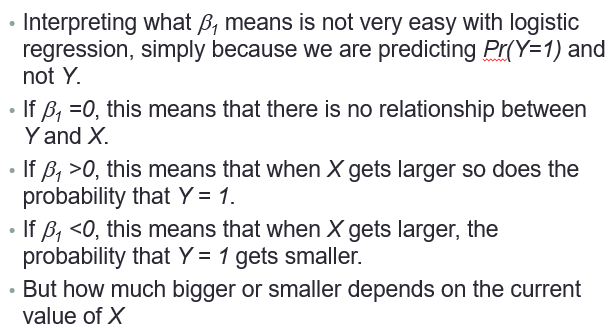 • Interpreting what β₁ means is not very easy with logistic
regression, simply because we are predicting Pr(Y=1) and
not Y.
• If β₁ =0, this means that there is no relationship between
Y and X.
• If β₁ >0, this means that when X gets larger so does the
probability that Y = 1.
• If β₁ <0, this means that when X gets larger, the
probability that Y = 1 gets smaller.
• But how much bigger or smaller depends on the current
value of X